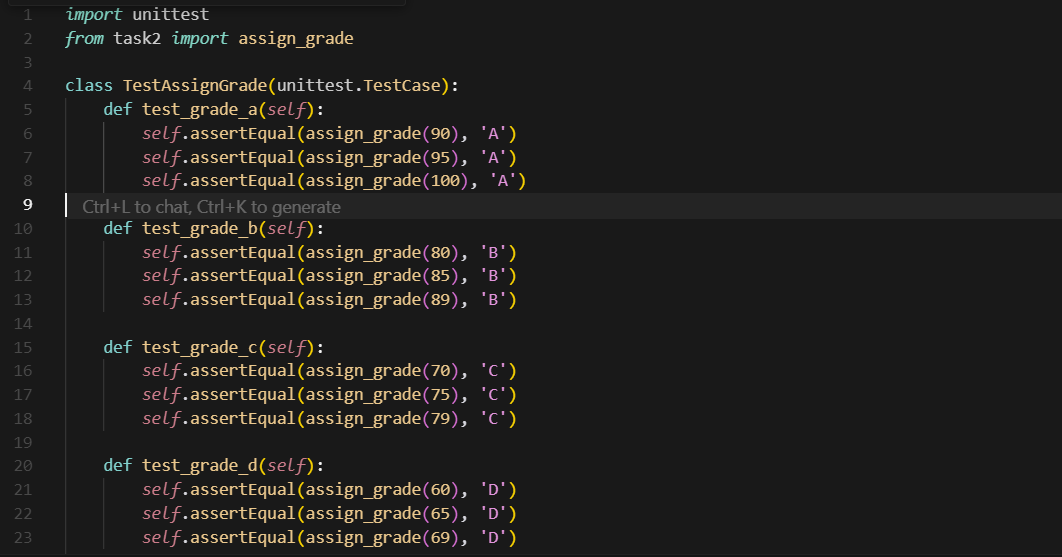 1 import unittest
2 from task2 import assign_grade
3
4 class TestAssignGrade(unittest.TestCase):
5     def test_grade_a(self):
6         self.assertEqual(assign_grade(90), 'A')
7         self.assertEqual(assign_grade(95), 'A')
8         self.assertEqual(assign_grade(100), 'A')
9 Ctrl+L to chat, Ctrl+K to generate
10     def test_grade_b(self):
11         self.assertEqual(assign_grade(80), 'B')
12         self.assertEqual(assign_grade(85), 'B')
13         self.assertEqual(assign_grade(89), 'B')
14
15     def test_grade_c(self):
16         self.assertEqual(assign_grade(70), 'C')
17         self.assertEqual(assign_grade(75), 'C')
18         self.assertEqual(assign_grade(79), 'C')
19
20     def test_grade_d(self):
21         self.assertEqual(assign_grade(60), 'D')
22         self.assertEqual(assign_grade(65), 'D')
23         self.assertEqual(assign_grade(69), 'D')